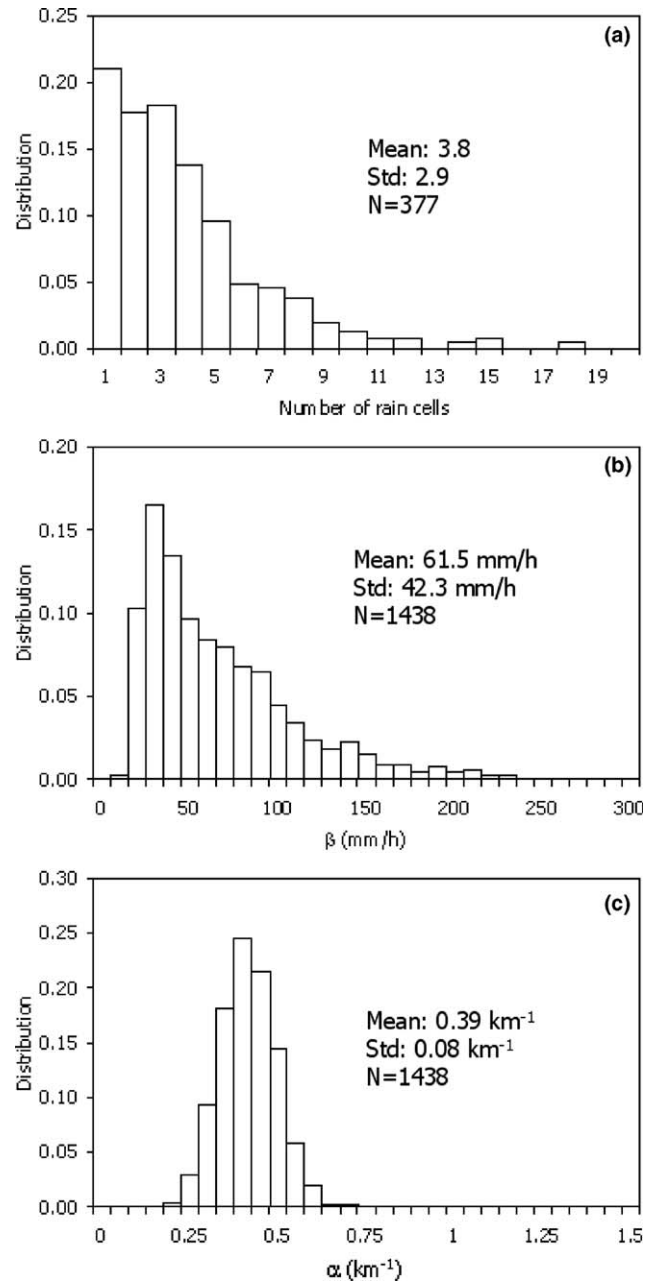 (a)
0.25
0.20
0.15
0.10
0.05
0.00
Distribution
Mean: 3.8
Std: 2.9
N=377
1 3 5 7 9 11 13 15 17 19
Number of rain cells
(b)
0.20
0.15
0.10
0.05
0.00
Distribution
Mean: 61.5 mm/h
Std: 42.3 mm/h
N=1438
0 50 100 150 200 250 300
β (mm/h)
(c)
0.30
0.25
0.20
0.15
0.10
0.05
0.00
Distribution
Mean: 0.39 km⁻¹
Std: 0.08 km⁻¹
N=1438
0 0.25 0.5 0.75 1 1.25 1.5
α (km⁻¹)